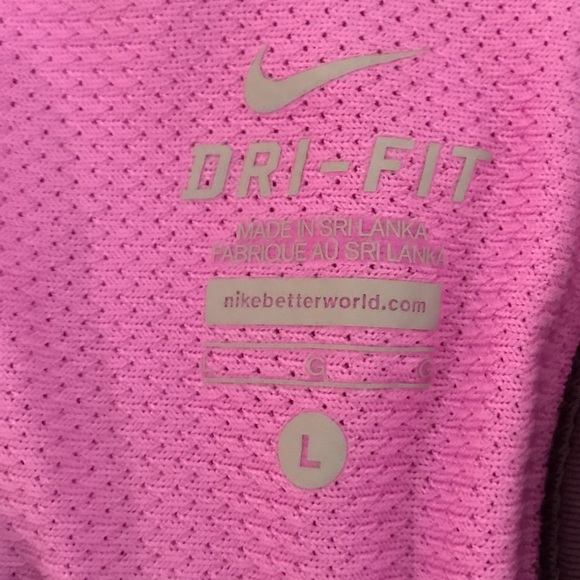 DRI-FIT
MADE IN SRI LANKA
FABRIQUE AU SRI LANKA
nikebetterworld.com
L G G
L